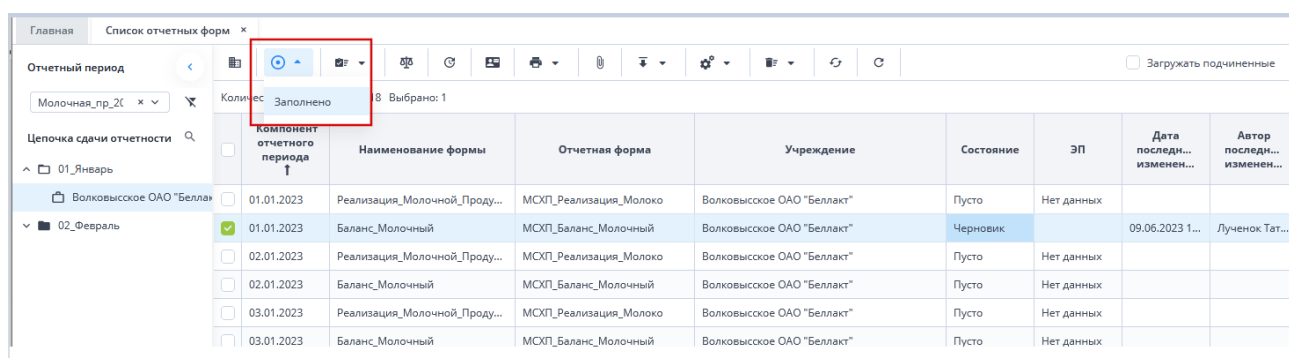 Главная Список отчетных форм ×
Отчетный период
Загружать подчиненные
Молочная_пр_2(
Заполнено
18 Выбрано: 1
Цепочка сдачи отчетности
Компонент отчетного периода ↑ Наименование формы Отчетная форма Учреждение Состояние ЭП Дата последн... изменен... Автор последн... изменен...
01_Январь
Волковысское ОАО "Беллак
02_Февраль
01.01.2023 Реализация_Молочной_Проду... МСХП_Реализация_Молоко Волковысское ОАО "Беллакт" Пусто Нет данных
01.01.2023 Баланс_Молочный МСХП_Баланс_Молочный Волковысское ОАО "Беллакт" Черновик 09.06.2023 1... Лученок Тат...
02.01.2023 Реализация_Молочной_Проду... МСХП_Реализация_Молоко Волковысское ОАО "Беллакт" Пусто Нет данных
02.01.2023 Баланс_Молочный МСХП_Баланс_Молочный Волковысское ОАО "Беллакт" Пусто Нет данных
03.01.2023 Реализация_Молочной_Проду... МСХП_Реализация_Молоко Волковысское ОАО "Беллакт" Пусто Нет данных
03.01.2023 Баланс_Молочный МСХП_Баланс_Молочный Волковысское ОАО "Беллакт" Пусто Нет данных